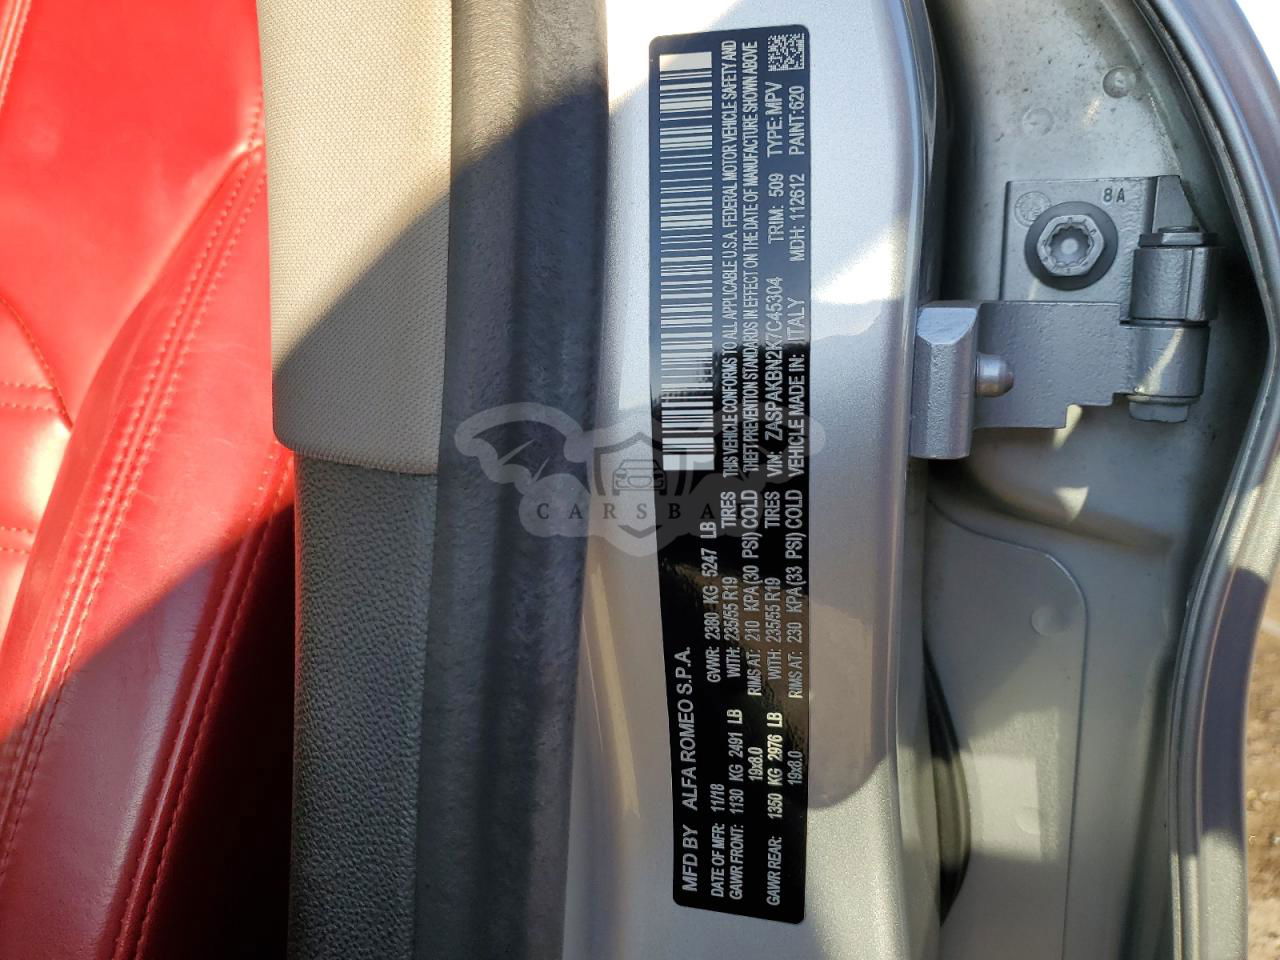 MFD BY ALFA ROMEO S.P.A.
DATE OF MFR: 11/18 GVWR: 2380 KG 5247 LB
GAWR FRONT: 1130 KG 2491 LB WITH: 235/55 R19 TIRES
19x8.0 RIMS AT: 210 KPA(30 PSI) COLD
GAWR REAR: 1350 KG 2976 LB WITH: 235/55 R19 TIRES
19x8.0 RIMS AT: 230 KPA(33 PSI) COLD
THIS VEHICLE CONFORMS TO ALL APPLICABLE U.S.A. FEDERAL MOTOR VEHICLE SAFETY AND
THEFT PREVENTION STANDARDS IN EFFECT ON THE DATE OF MANUFACTURE SHOWN ABOVE
VIN: ZASPAKBN2K7C45304 TRIM: 509 TYPE: MPV
VEHICLE MADE IN: ITALY MDH: 112612 PAINT: 620
8A
CARSBA